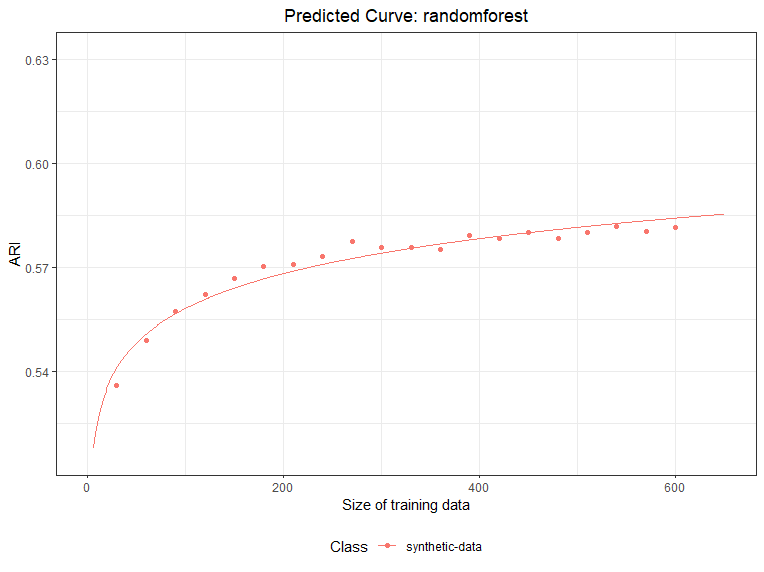 Predicted Curve: randomforest
0.63
0.60
0.57
0.54
ARI
0 200 400 600
Size of training data
Class synthetic-data